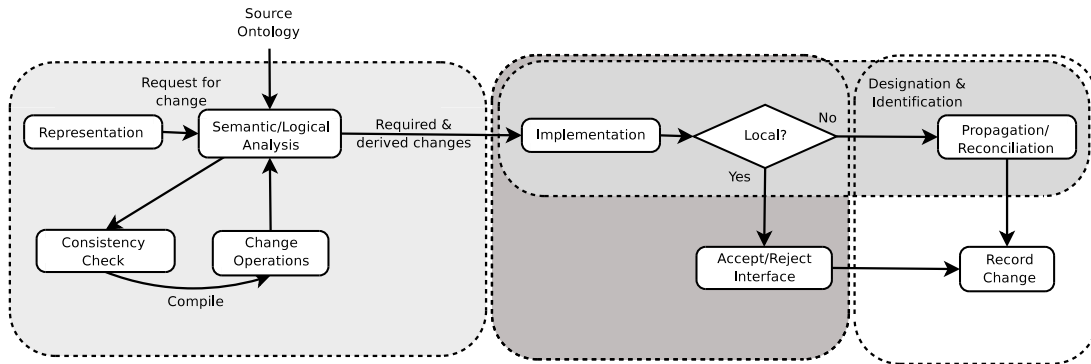 Source
Ontology
Request for
change
Representation
Semantic/Logical
Analysis
Required &
derived changes
Consistency
Check
Change
Operations
Compile
Implementation
Local?
No
Yes
Designation &
Identification
Propagation/
Reconciliation
Accept/Reject
Interface
Record
Change